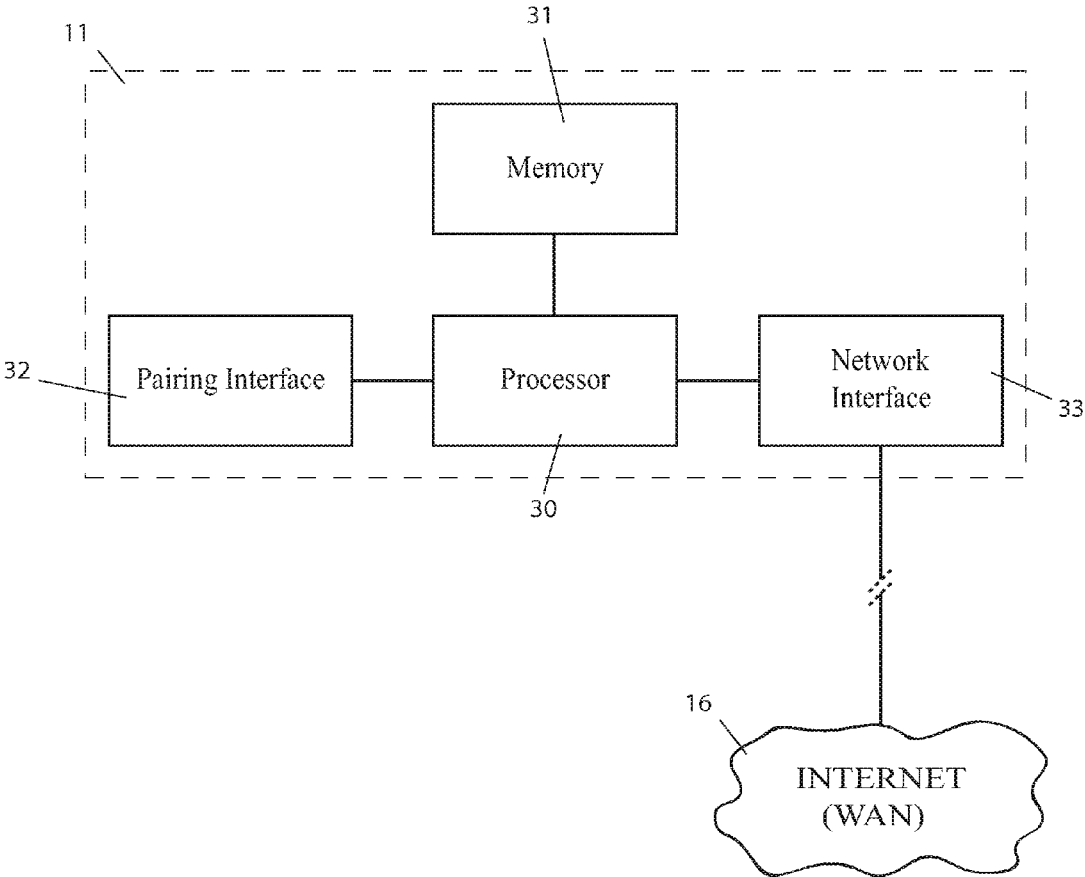 31
11
Memory
32
Pairing Interface
Processor
Network
Interface
33
30
16
INTERNET
(WAN)